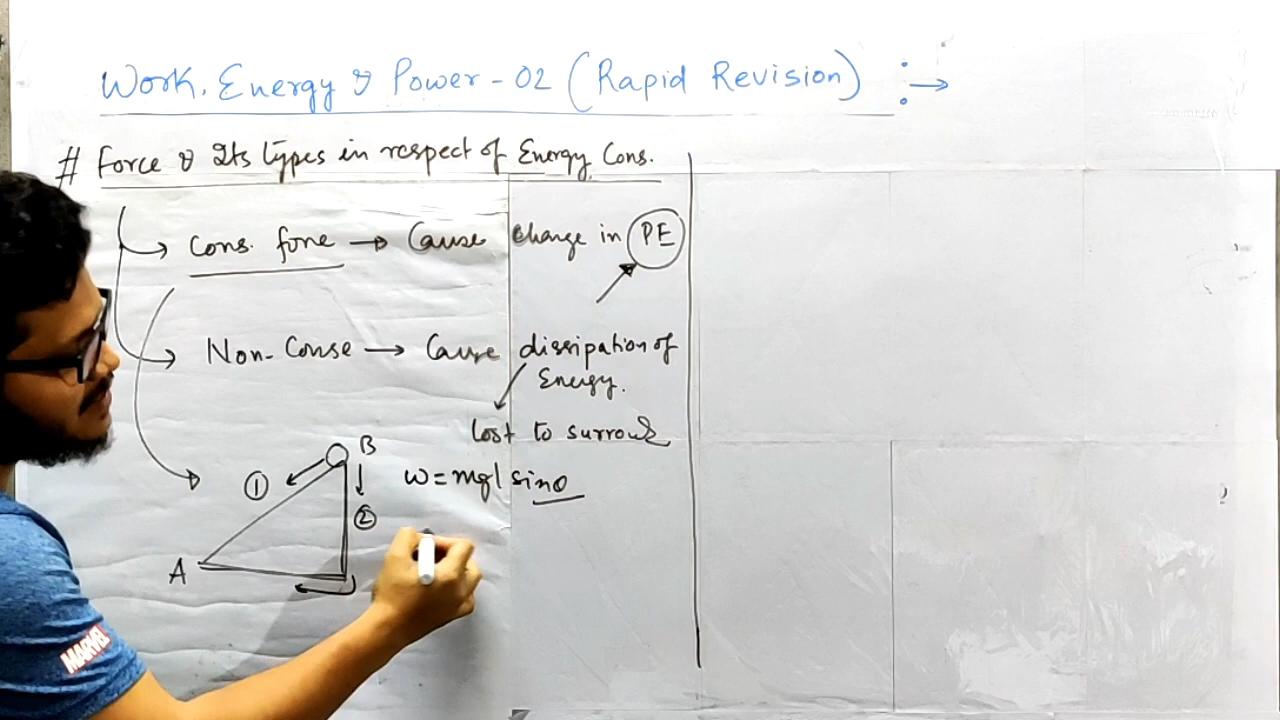 Work, Energy & Power - 02 (Rapid Revision) :→
# Force & Its types in respect of Energy Cons.
→ Cons. force → Cause change in PE
→ Non-Conse → Cause dissipation of
Energy.
lost to surround
B
① w = mgl sinθ
②
A
MARVEL